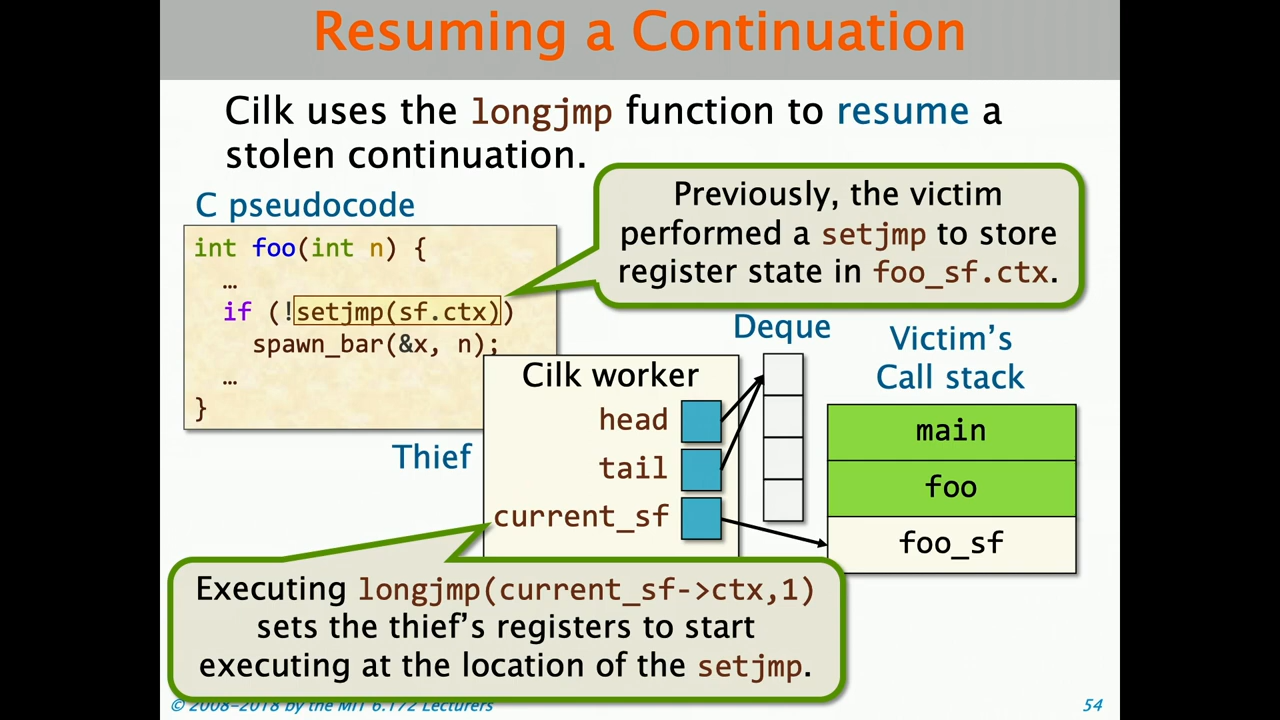 Resuming a Continuation
Cilk uses the longjmp function to resume a
stolen continuation.
C pseudocode
int foo(int n) {
…
if (!setjmp(sf.ctx))
spawn_bar(&x, n);
…
}
Previously, the victim
performed a setjmp to store
register state in foo_sf.ctx.
Thief
Cilk worker
head
tail
current_sf
Deque
Victim's
Call stack
main
foo
foo_sf
Executing longjmp(current_sf->ctx,1)
sets the thief's registers to start
executing at the location of the setjmp.
© 2008-2018 by the MIT 6.172 Lecturers
54